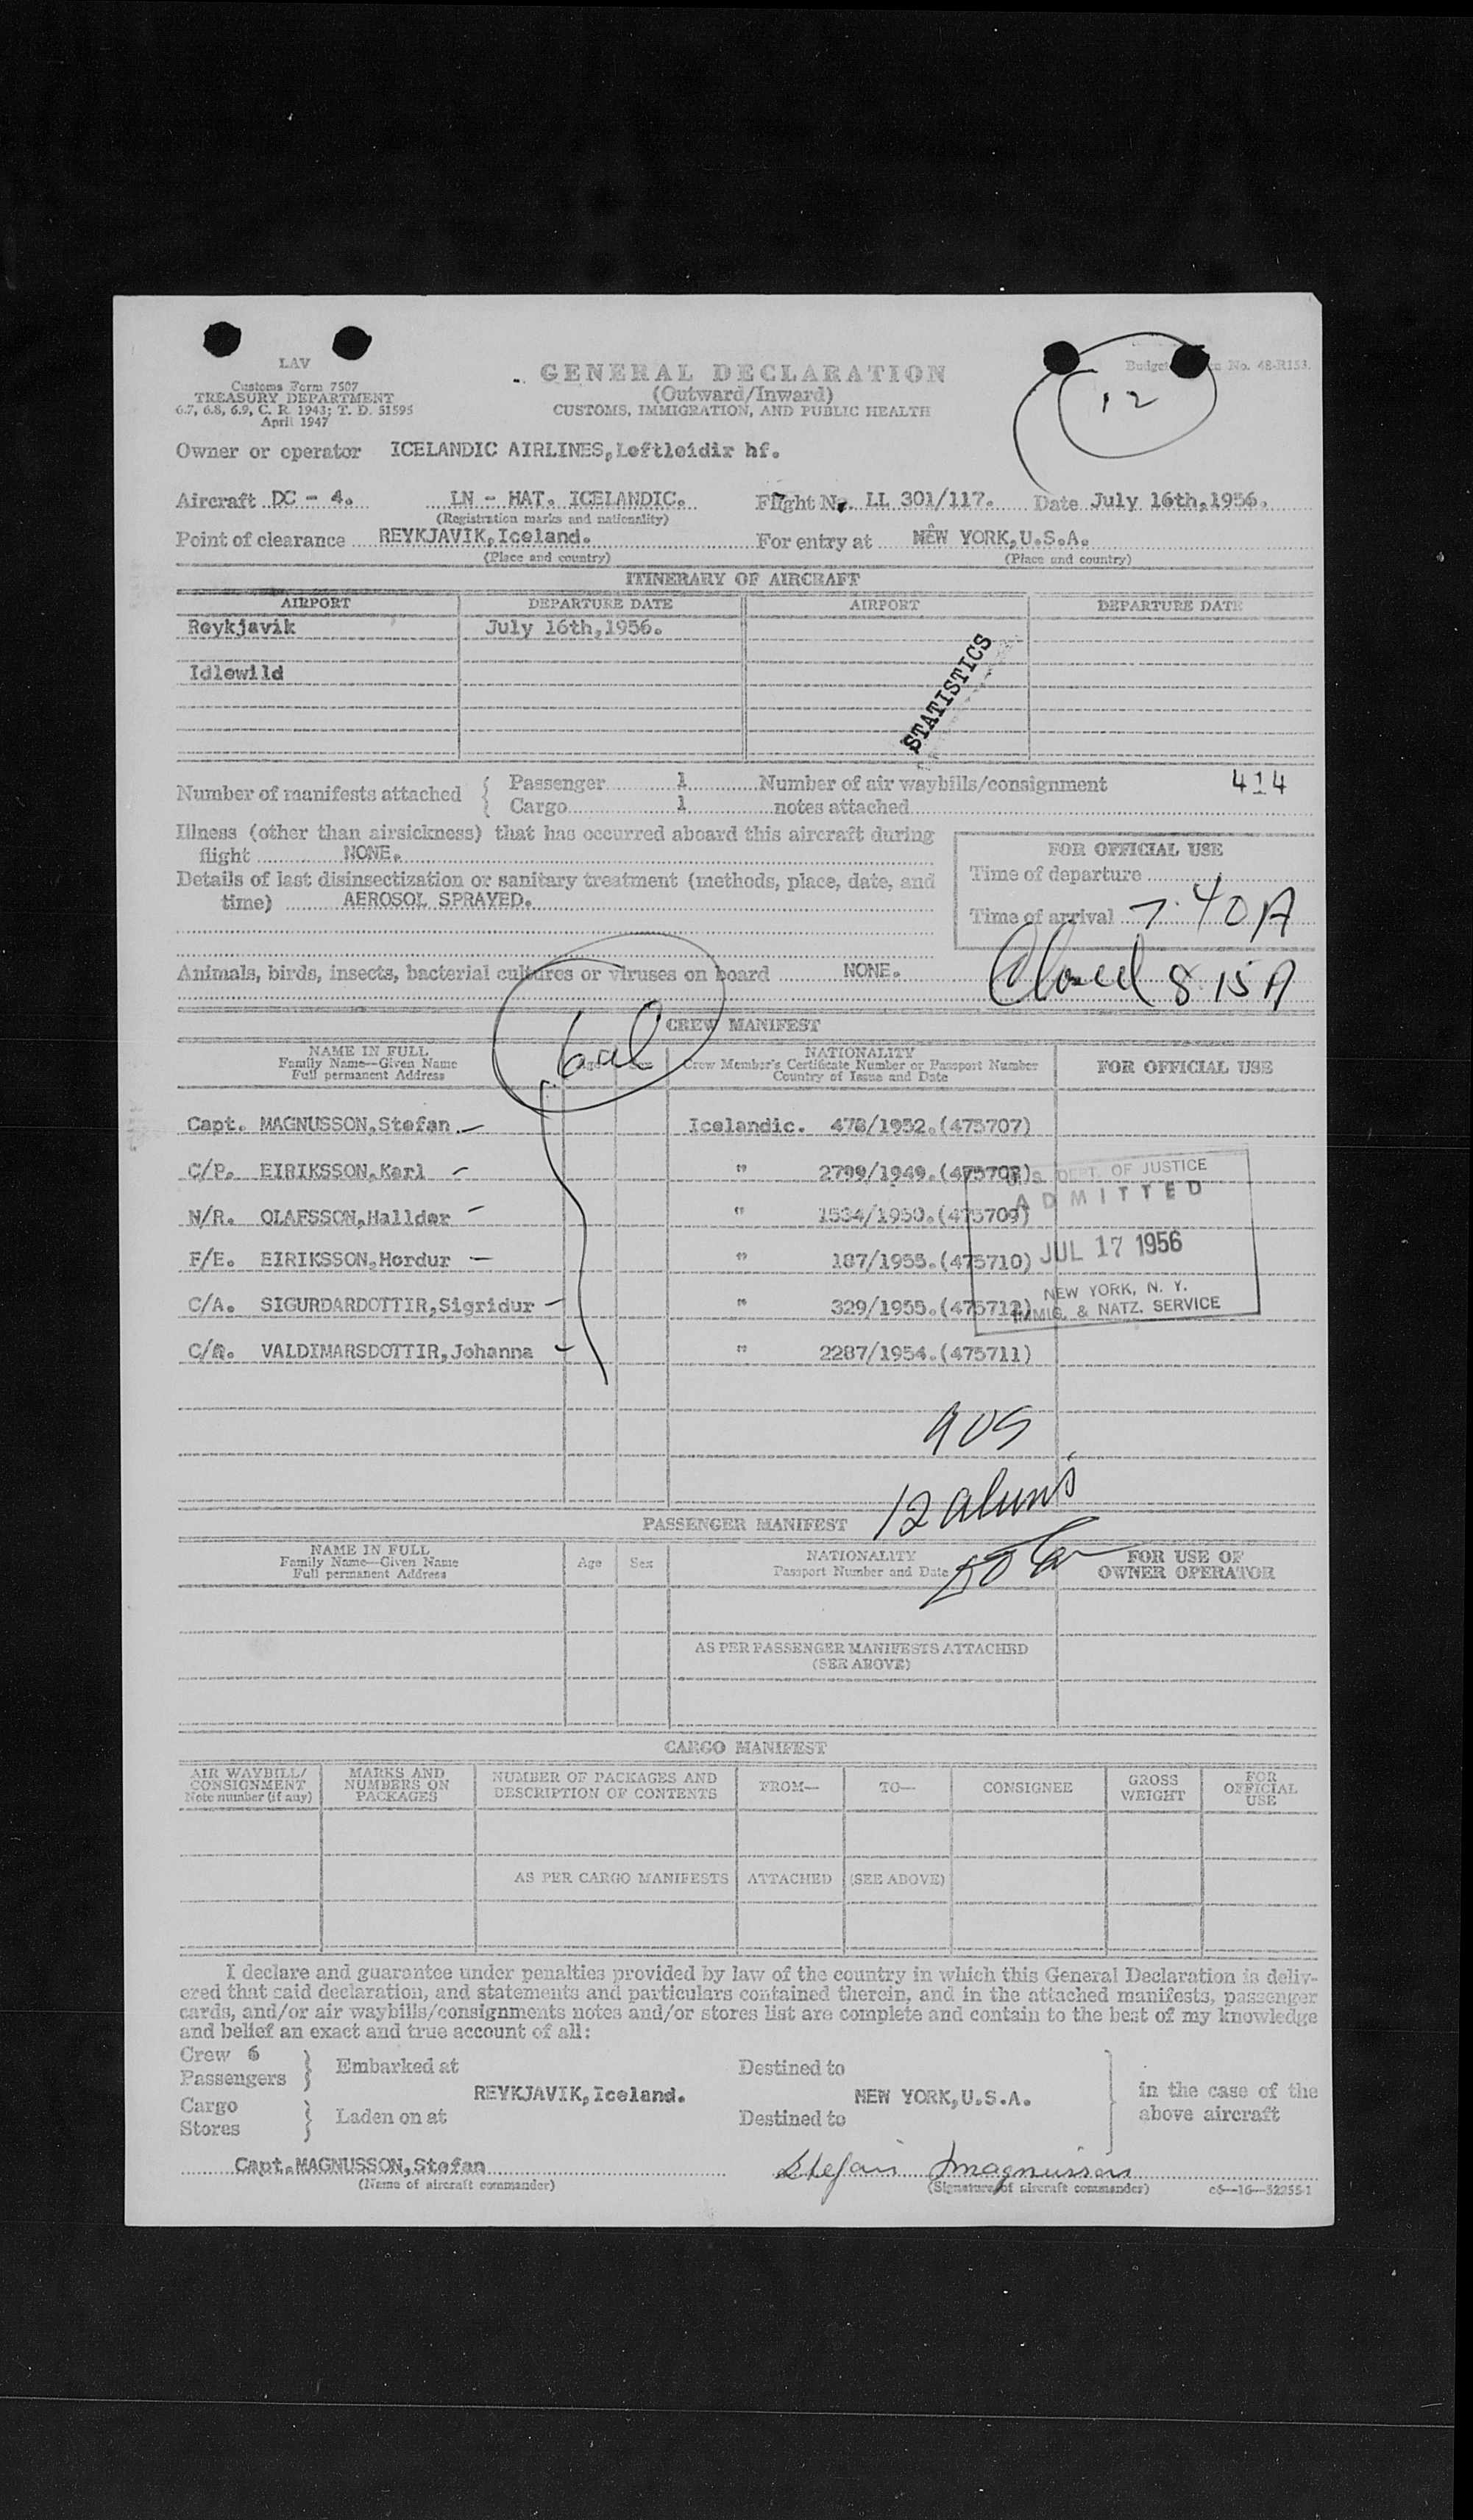 LAV
Customs Form 7507
TREASURY DEPARTMENT
6.7, 6.8, 6.9, C. R. 1943; T. D. 51595
April 1947
GENERAL DECLARATION
(Outward/Inward)
CUSTOMS, IMMIGRATION, AND PUBLIC HEALTH
Budget No. 48-R153.
12
Owner or operator ICELANDIC AIRLINES, Loftleidir hf.
Aircraft DC - 4. LN - HAT. ICELANDIC. Flight No. LL 301/117. Date July 16th, 1956.
(Registration marks and nationality)
Point of clearance REYKJAVIK, Iceland. For entry at NEW YORK, U.S.A.
(Place and country) (Place and country)
ITINERARY OF AIRCRAFT
AIRPORT DEPARTURE DATE AIRPORT DEPARTURE DATE
Reykjavik July 16th, 1956.
Idlewild
STATISTICS
Number of manifests attached { Passenger 1 Number of air waybills/consignment 414
Cargo 1 notes attached
Illness (other than airsickness) that has occurred aboard this aircraft during
flight NONE.
Details of last disinsectization or sanitary treatment (methods, place, date, and
time) AEROSOL SPRAYED.
FOR OFFICIAL USE
Time of departure
Time of arrival 7.40A
Animals, birds, insects, bacterial cultures or viruses on board NONE.
Closed 8 15A
CREW MANIFEST
NAME IN FULL
Family Name—Given Name
Full permanent Address
Age
NATIONALITY
Crew Member's Certificate Number or Passport Number
Country of Issue and Date
FOR OFFICIAL USE
Capt. MAGNUSSON, Stefan — Icelandic. 478/1952. (475707)
C/P. EIRIKSSON, Karl — " 2799/1949. (475708)
N/R. OLAFSSON, Halldor — " 1534/1950. (475709)
F/E. EIRIKSSON, Hordur — " 187/1955. (475710)
C/A. SIGURDARDOTTIR, Sigridur — " 329/1955. (475712)
C/A. VALDIMARSDOTTIR, Johanna — " 2287/1954. (475711)
U.S. DEPT. OF JUSTICE
ADMITTED
JUL 17 1956
NEW YORK, N. Y.
IMMIG. & NATZ. SERVICE
12
PASSENGER MANIFEST
NAME IN FULL
Family Name—Given Name
Full permanent Address
Age Sex
NATIONALITY
Passport Number and Date
FOR USE OF
OWNER OPERATOR
AS PER PASSENGER MANIFESTS ATTACHED
(SEE ABOVE)
CARGO MANIFEST
AIR WAYBILL/
CONSIGNMENT
Note number (if any)
MARKS AND
NUMBERS ON
PACKAGES
NUMBER OF PACKAGES AND
DESCRIPTION OF CONTENTS
FROM— TO— CONSIGNEE
GROSS
WEIGHT
FOR
OFFICIAL
USE
AS PER CARGO MANIFESTS ATTACHED (SEE ABOVE)
I declare and guarantee under penalties provided by law of the country in which this General Declaration is deliv-
ered that said declaration, and statements and particulars contained therein, and in the attached manifests, passenger
cards, and/or air waybills/consignments notes and/or stores list are complete and contain to the best of my knowledge
and belief an exact and true account of all:
Crew 6
Passengers } Embarked at Destined to
REYKJAVIK, Iceland. NEW YORK, U.S.A.
Cargo
Stores } Laden on at Destined to
in the case of the
above aircraft
Capt. MAGNUSSON, Stefan Stefan Magnusson
(Name of aircraft commander) (Signature of aircraft commander) c6—16—52255-1